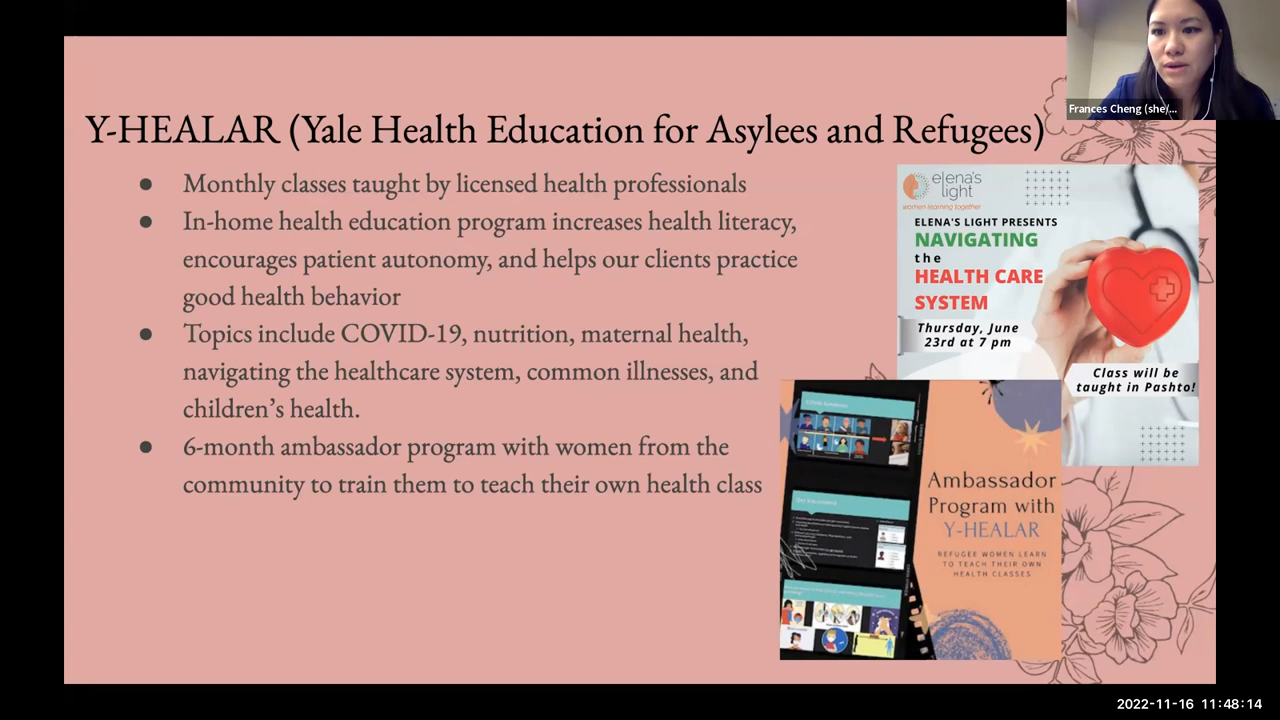 Frances Cheng (she/...
Y-HEALAR (Yale Health Education for Asylees and Refugees)
● Monthly classes taught by licensed health professionals
● In-home health education program increases health literacy,
encourages patient autonomy, and helps our clients practice
good health behavior
● Topics include COVID-19, nutrition, maternal health,
navigating the healthcare system, common illnesses, and
children's health.
● 6-month ambassador program with women from the
community to train them to teach their own health class
elena's
light
women learning together
ELENA'S LIGHT PRESENTS
NAVIGATING
the
HEALTH CARE
SYSTEM
Thursday, June
23rd at 7 pm
Class will be
taught in Pashto!
Ambassador
Program with
Y-HEALAR
REFUGEE WOMEN LEARN
TO TEACH THEIR OWN
HEALTH CLASSES
2022-11-16 11:48:14